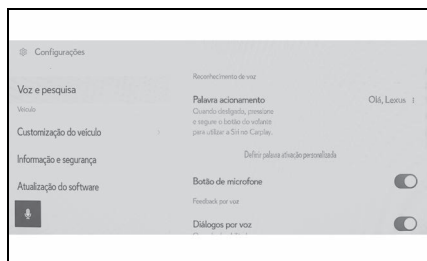 Configurações
Voz e pesquisa
Veículo
Customização do veículo
Informação e segurança
Atualização do software
Reconhecimento de voz
Palavra acionamento
Olá, Lexus
Quando desligada, pressione
e segure o botão do volante
para utilizar a Siri no Carplay.
Definir palavra ativação personalizada
Botão de microfone
Feedback por voz
Diálogos por voz